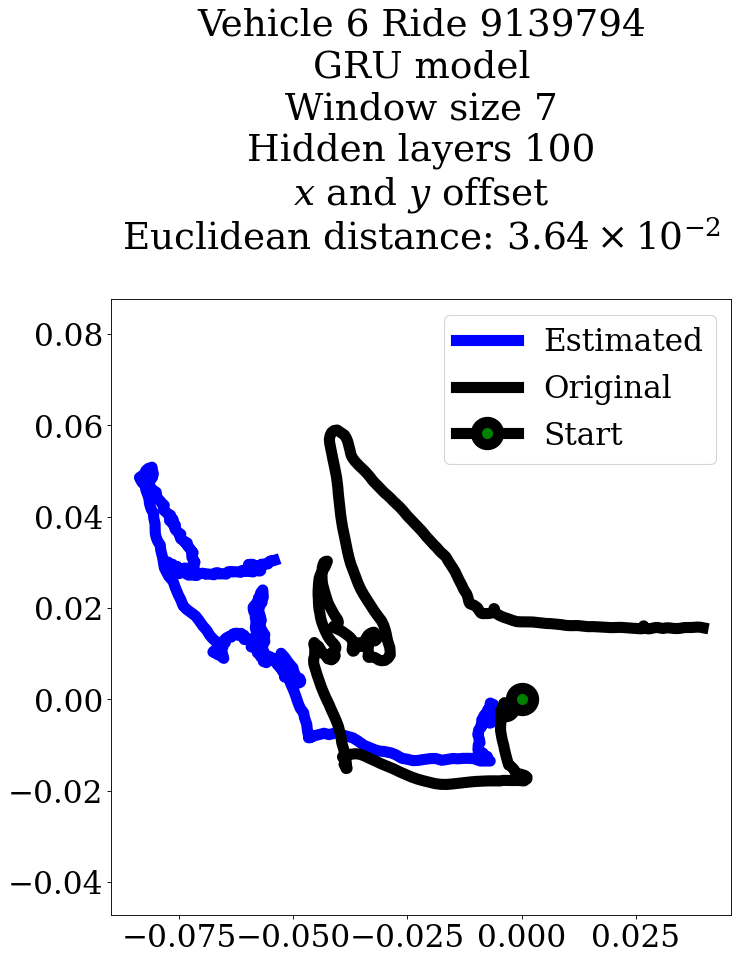 Vehicle 6 Ride 9139794
GRU model
Window size 7
Hidden layers 100
x and y offset
Euclidean distance: 3.64 × 10⁻²
Estimated
Original
Start
0.08
0.06
0.04
0.02
0.00
−0.02
−0.04
−0.075 −0.050 −0.025 0.000 0.025